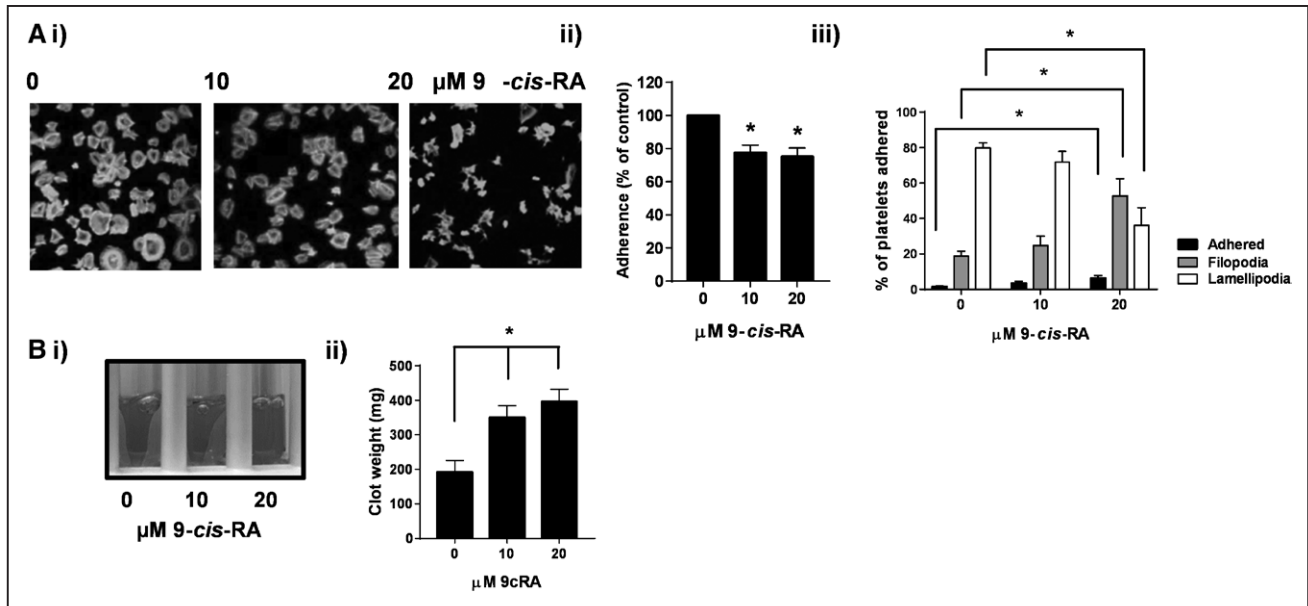 A i)
0 10 20 µM 9 -cis-RA
ii)
Adherence (% of control)
120
100
80
60
40
20
0
*
*
0 10 20
µM 9-cis-RA
iii)
% of platelets adhered
100
80
60
40
20
0
*
*
*
0 10 20
µM 9-cis-RA
Adhered
Filopodia
Lamellipodia
B i)
0 10 20
µM 9-cis-RA
ii)
Clot weight (mg)
500
400
300
200
100
0
*
0 10 20
µM 9cRA